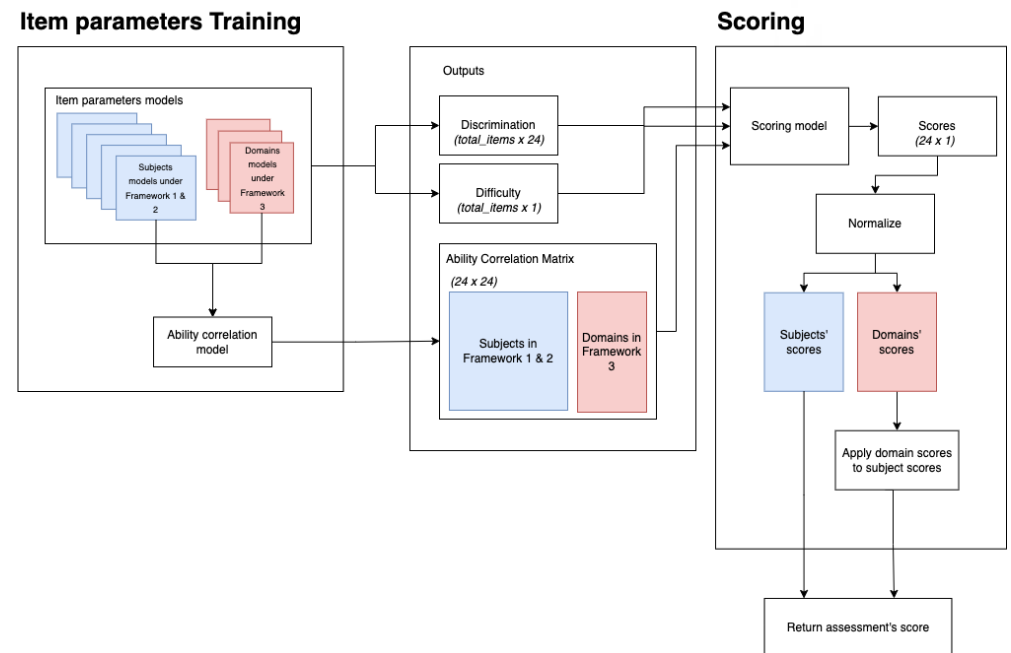 Item parameters Training
Scoring
Item parameters models
Subjects
models under
Framework 1 &
2
Domains
models
under
Framework
3
Ability correlation
model
Outputs
Discrimination
(total_items x 24)
Difficulty
(total_items x 1)
Ability Correlation Matrix
(24 x 24)
Subjects in
Framework 1 & 2
Domains in
Framework
3
Scoring model
Scores
(24 x 1)
Normalize
Subjects'
scores
Domains'
scores
Apply domain scores
to subject scores
Return assessment's score